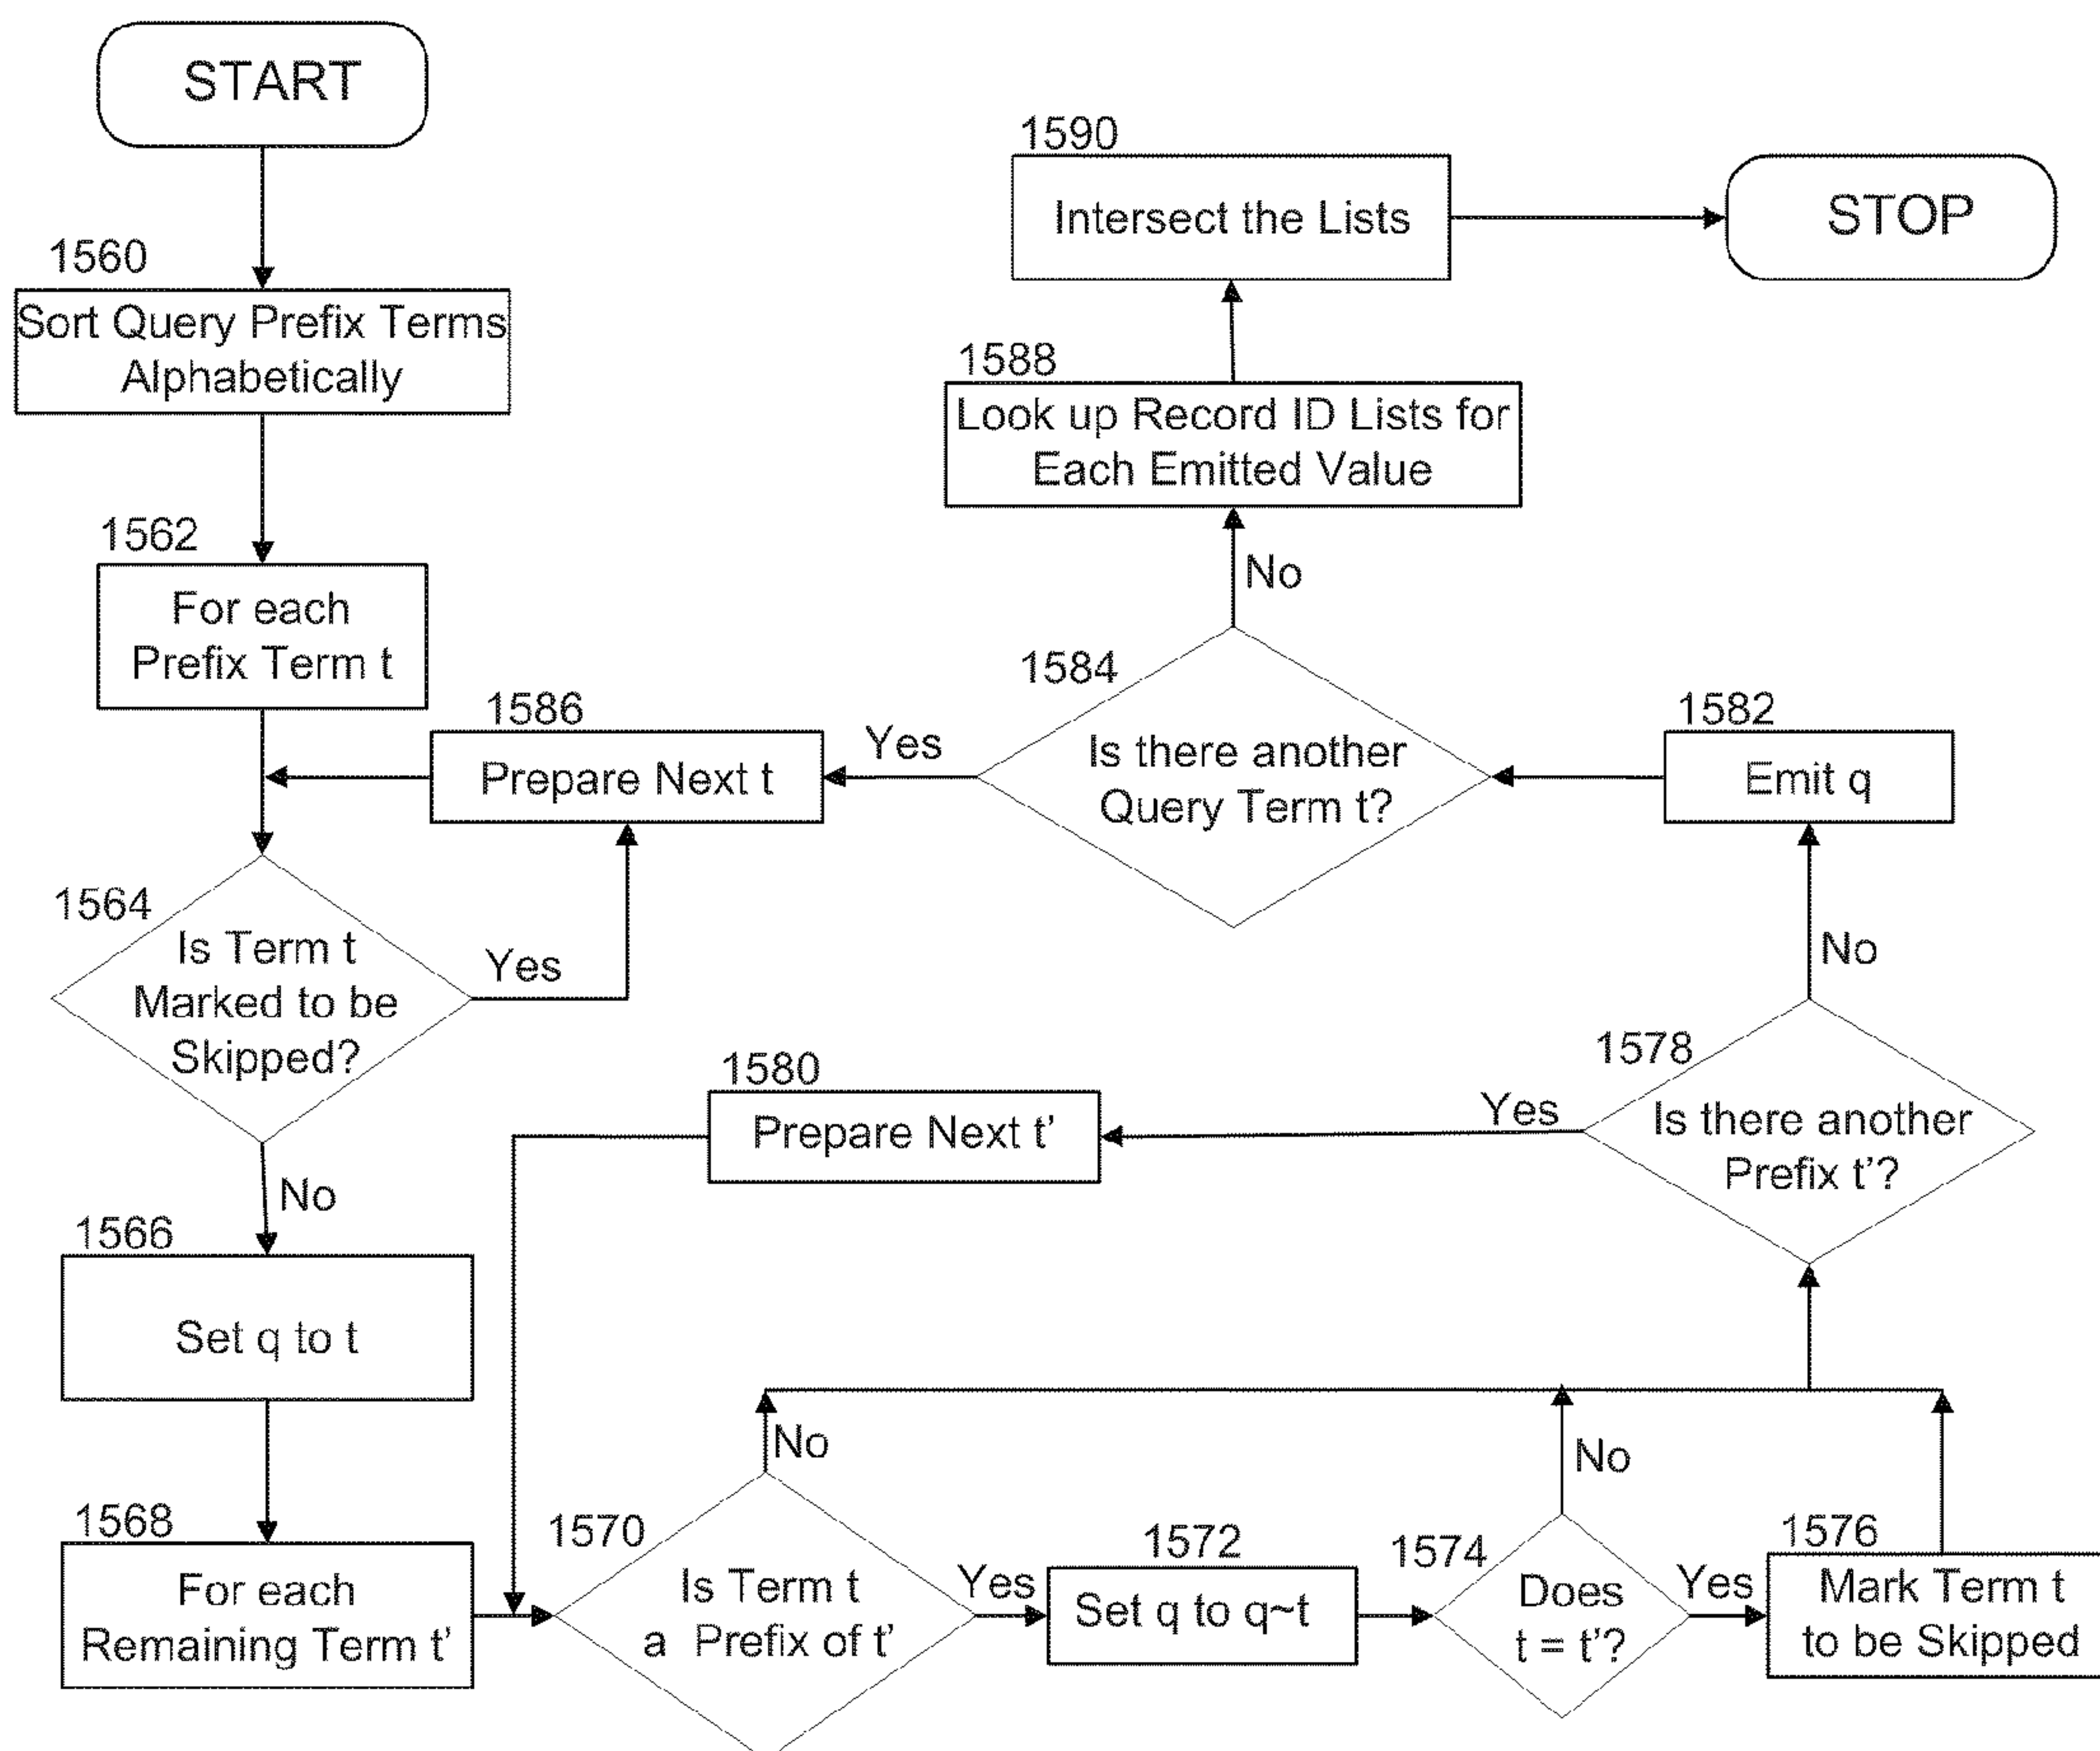 START
1560
Sort Query Prefix Terms
Alphabetically
1562
For each
Prefix Term t
1564
Is Term t
Marked to be
Skipped?
Yes
No
1566
Set q to t
1568
For each
Remaining Term t'
1570
Is Term t
a Prefix of t'
No
Yes
1572
Set q to q~t
1574
Does
t = t'?
No
Yes
1576
Mark Term t
to be Skipped
1578
Is there another
Prefix t'?
Yes
No
1580
Prepare Next t'
1582
Emit q
1584
Is there another
Query Term t?
Yes
No
1586
Prepare Next t
1588
Look up Record ID Lists for
Each Emitted Value
1590
Intersect the Lists
STOP